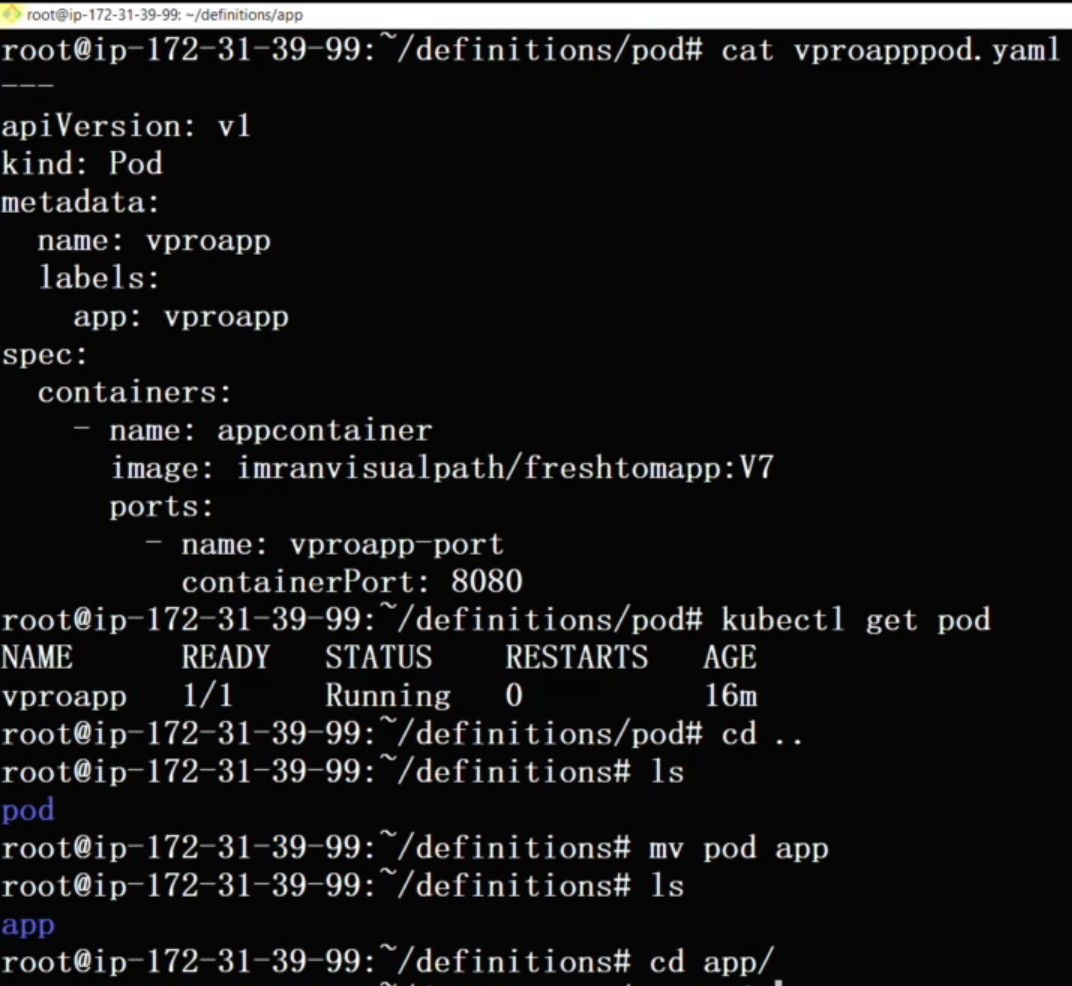 root@ip-172-31-39-99: ~/definitions/app
root@ip-172-31-39-99:~/definitions/pod# cat vproapppod.yaml
---
apiVersion: v1
kind: Pod
metadata:
  name: vproapp
  labels:
    app: vproapp
spec:
  containers:
    - name: appcontainer
      image: imranvisualpath/freshtomapp:V7
      ports:
        - name: vproapp-port
          containerPort: 8080
root@ip-172-31-39-99:~/definitions/pod# kubectl get pod
NAME      READY   STATUS    RESTARTS   AGE
vproapp   1/1     Running   0          16m
root@ip-172-31-39-99:~/definitions/pod# cd ..
root@ip-172-31-39-99:~/definitions# ls
pod
root@ip-172-31-39-99:~/definitions# mv pod app
root@ip-172-31-39-99:~/definitions# ls
app
root@ip-172-31-39-99:~/definitions# cd app/